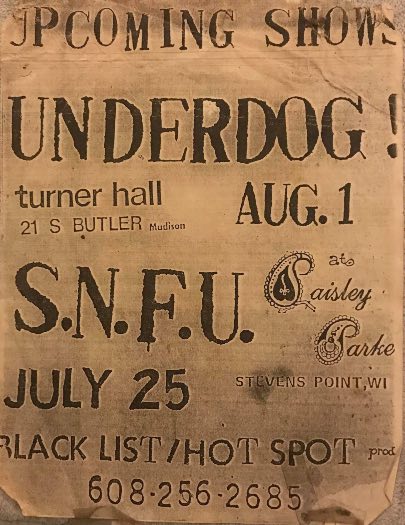 UPCOMING SHOWS
UNDERDOG!
turner hall
21 S BUTLER Madison
AUG. 1
S.N.F.U.
at
Paisley
Parke
STEVENS POINT, WI
JULY 25
BLACK LIST/HOT SPOT prod
608-256-2685